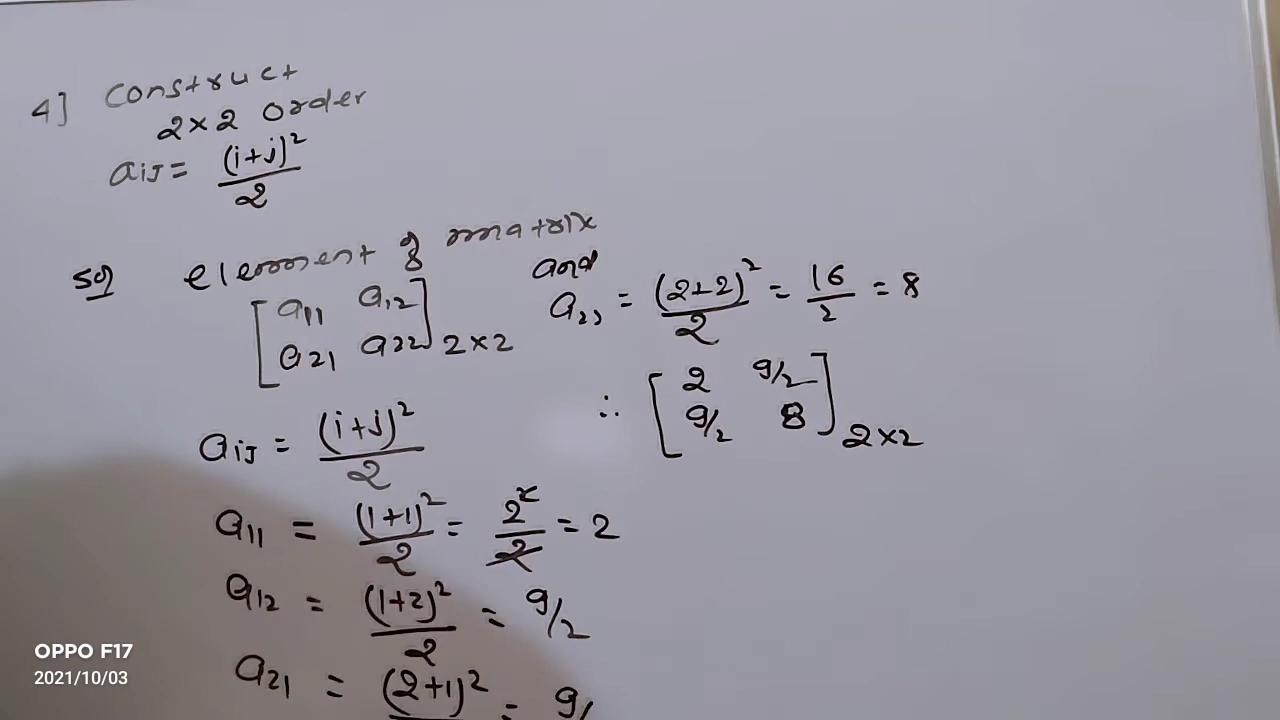 4] Construct
2×2 Order
aij = (i+j)²/2
element of matrix
[a11 a12
a21 a22] 2×2
aij = (i+j)²/2
a11 = (1+1)²/2 = 2²/2 = 2
a12 = (1+2)²/2 = 9/2
a21 = (2+1)²
and
a22 = (2+2)²/2 = 16/2 = 8
∴ [2 9/2
9/2 8] 2×2
OPPO F17
2021/10/03